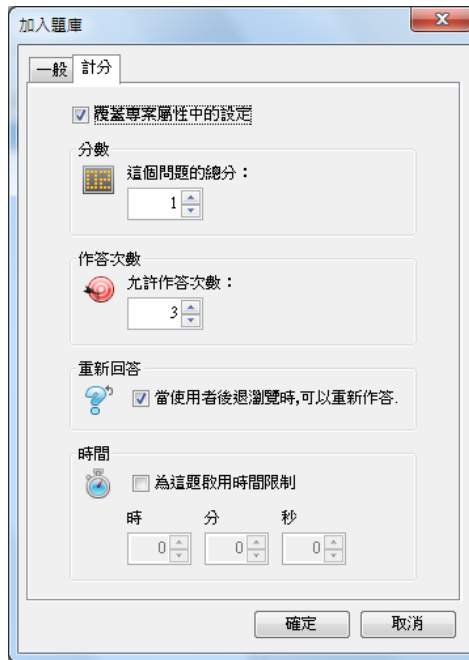 加入題庫
一般 計分
覆蓋專案屬性中的設定
分數
這個問題的總分：
1
作答次數
允許作答次數：
3
重新回答
當使用者後退瀏覽時,可以重新作答.
時間
為這題啟用時間限制
時 分 秒
0 0 0
確定 取消